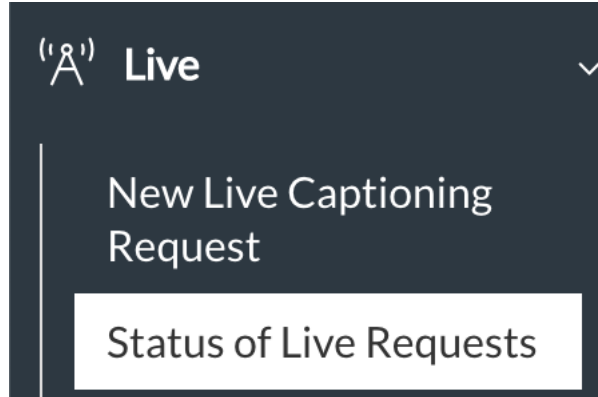 Live
New Live Captioning
Request
Status of Live Requests